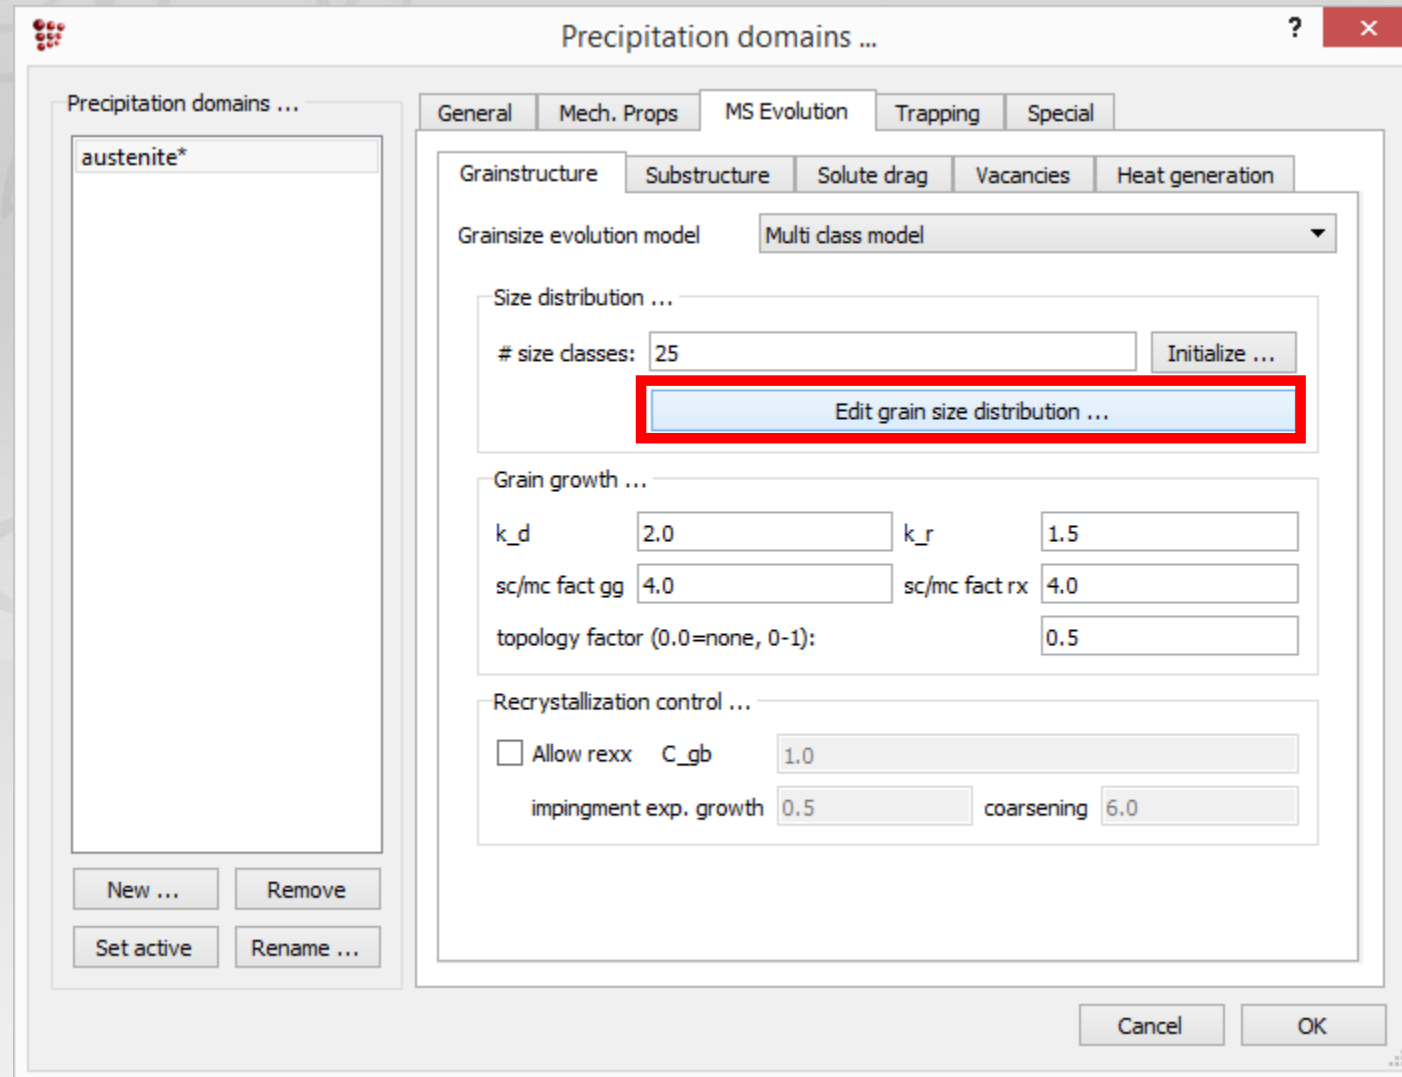 Precipitation domains ...
?
Precipitation domains ...
austenite*
New ...
Remove
Set active
Rename ...
General
Mech. Props
MS Evolution
Trapping
Special
Grainstructure
Substructure
Solute drag
Vacancies
Heat generation
Grainsize evolution model
Multi class model
Size distribution ...
# size classes: 25
Initialize ...
Edit grain size distribution ...
Grain growth ...
k_d 2.0 k_r 1.5
sc/mc fact gg 4.0 sc/mc fact rx 4.0
topology factor (0.0=none, 0-1): 0.5
Recrystallization control ...
Allow rexx C_gb 1.0
impingment exp. growth 0.5 coarsening 6.0
Cancel
OK